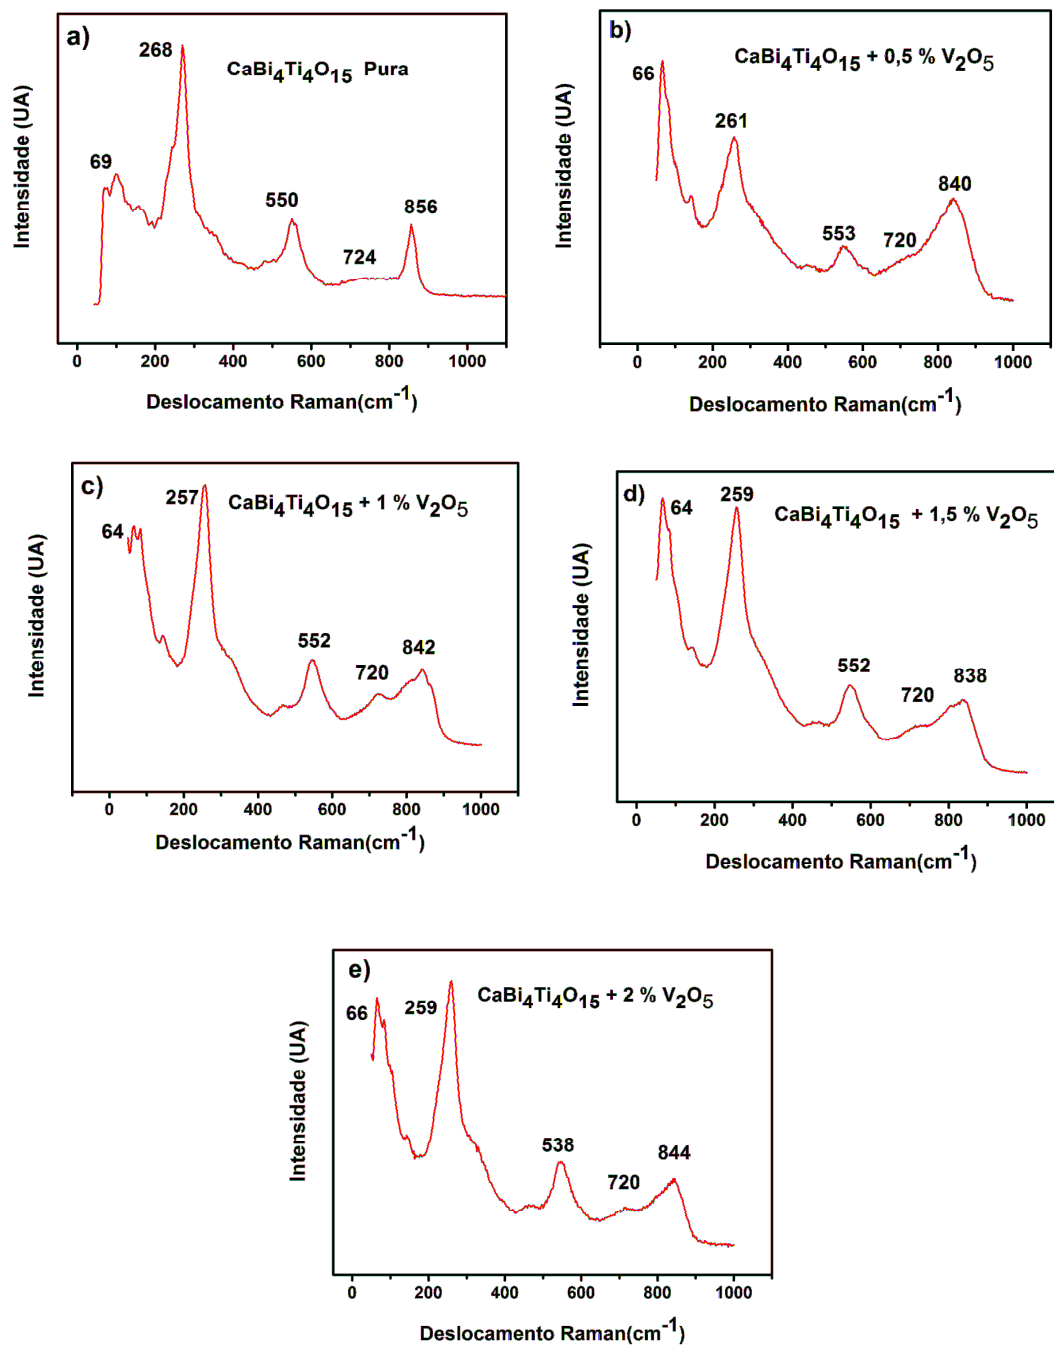 a)
CaBi4Ti4O15 Pura
268
69
550
724
856
Intensidade (UA)
0 200 400 600 800 1000
Deslocamento Raman(cm-1)
b)
CaBi4Ti4O15 + 0,5 % V2O5
66
261
553
720
840
Intensidade (UA)
0 200 400 600 800 1000
Deslocamento Raman(cm-1)
c)
CaBi4Ti4O15 + 1 % V2O5
64
257
552
720
842
Intensidade (UA)
0 200 400 600 800 1000
Deslocamento Raman(cm-1)
d)
CaBi4Ti4O15 + 1,5 % V2O5
64
259
552
720
838
Intensidade (UA)
0 200 400 600 800 1000
Deslocamento Raman(cm-1)
e)
CaBi4Ti4O15 + 2 % V2O5
66
259
538
720
844
Intensidade (UA)
0 200 400 600 800 1000
Deslocamento Raman(cm-1)